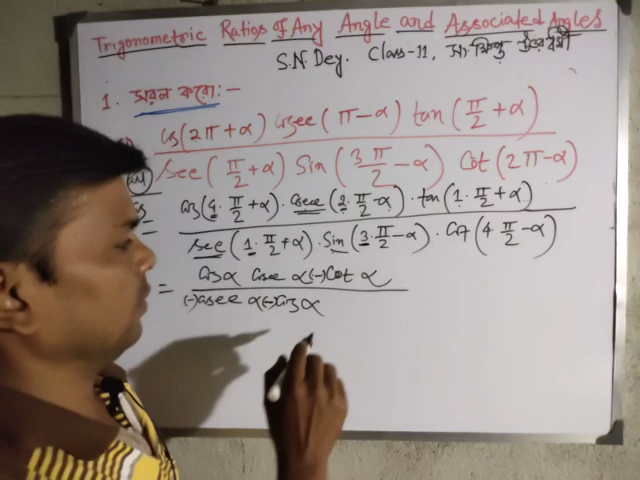 Trigonometric Ratios of Any Angle and Associated Angles
S.N. Dey. Class-11,
1. সরল করো:-
cos(2π+α) cosec(π-α) tan(π/2+α)
sec(π/2+α) Sin(3π/2-α) Cot(2π-α)
cos(4·π/2+α)·cosec(2·π/2-α)·tan(1·π/2+α)
= sec(1·π/2+α)·Sin(3·π/2-α)·Cot(4π/2-α)
= cosα cosec α(-)Cot α
(-)cosec α(-)cosα